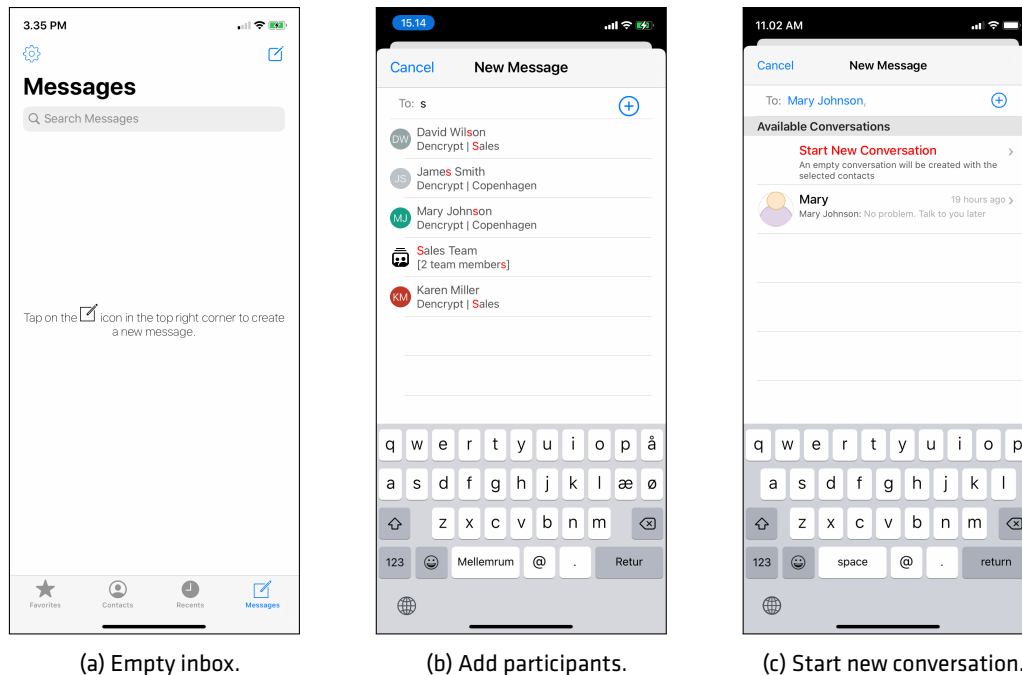 3.35 PM
Messages
Search Messages
Tap on the icon in the top right corner to create
a new message.
Favorites
Contacts
Recents
Messages
(a) Empty inbox.
15.14
Cancel
New Message
To: s
DW
David Wilson
Dencrypt | Sales
JS
James Smith
Dencrypt | Copenhagen
MJ
Mary Johnson
Dencrypt | Copenhagen
Sales Team
[2 team members]
KM
Karen Miller
Dencrypt | Sales
q w e r t y u i o p å
a s d f g h j k l æ ø
z x c v b n m
123 Mellemrum @ . Retur
(b) Add participants.
11.02 AM
Cancel
New Message
To: Mary Johnson,
Available Conversations
Start New Conversation
An empty conversation will be created with the
selected contacts
Mary
19 hours ago
Mary Johnson: No problem. Talk to you later
q w e r t y u i o p
a s d f g h j k l
z x c v b n m
123 space @ . return
(c) Start new conversation.